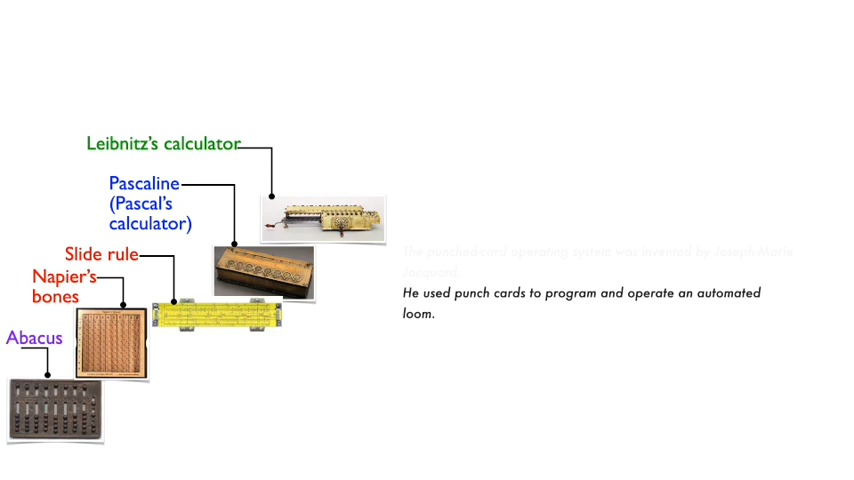 Leibnitz's calculator
Pascaline
(Pascal's
calculator)
Slide rule
Napier's
bones
Abacus
The punched-card operating system was invented by Joseph-Marie
Jacquard.
He used punch cards to program and operate an automated
loom.